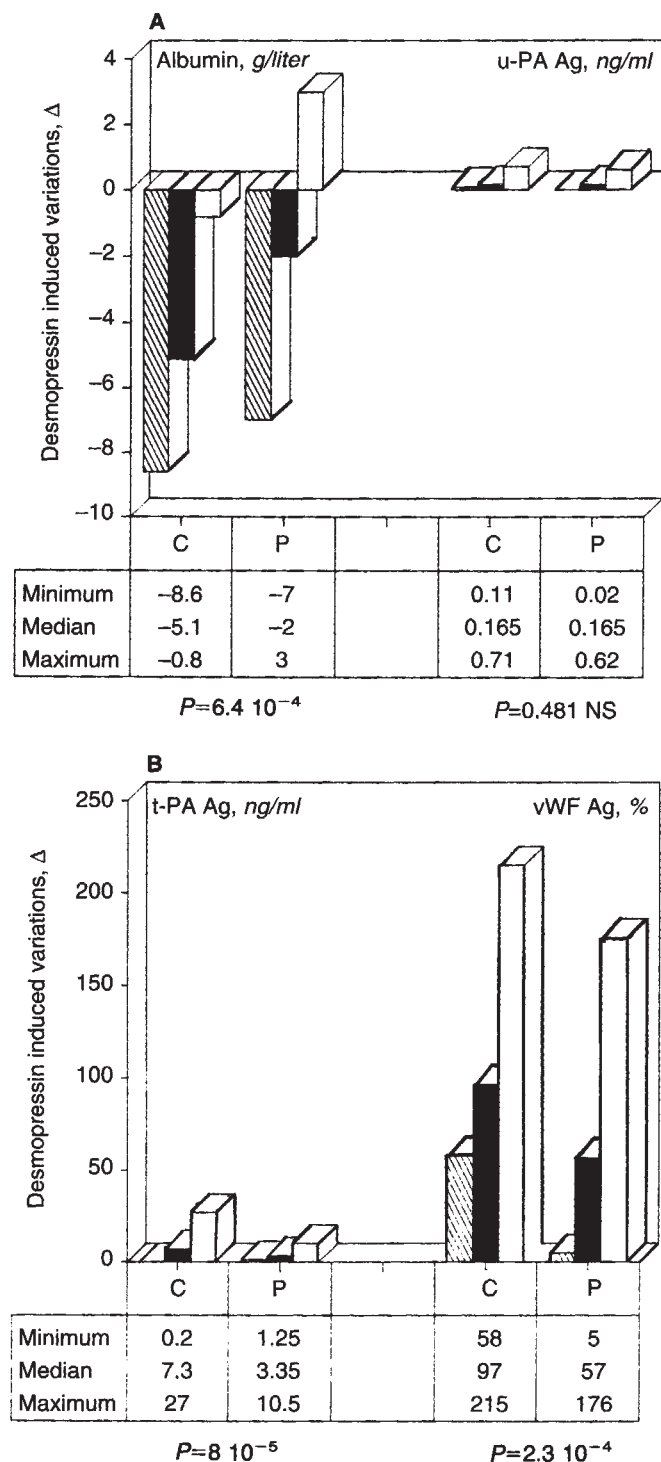 A
Albumin, g/liter u-PA Ag, ng/ml
Desmopressin induced variations, Δ
4
2
0
−2
−4
−6
−8
−10
C P C P
Minimum −8.6 −7 0.11 0.02
Median −5.1 −2 0.165 0.165
Maximum −0.8 3 0.71 0.62
P=6.4 10⁻⁴ P=0.481 NS
B
t-PA Ag, ng/ml vWF Ag, %
Desmopressin induced variations, Δ
250
200
150
100
50
0
C P C P
Minimum 0.2 1.25 58 5
Median 7.3 3.35 97 57
Maximum 27 10.5 215 176
P=8 10⁻⁵ P=2.3 10⁻⁴